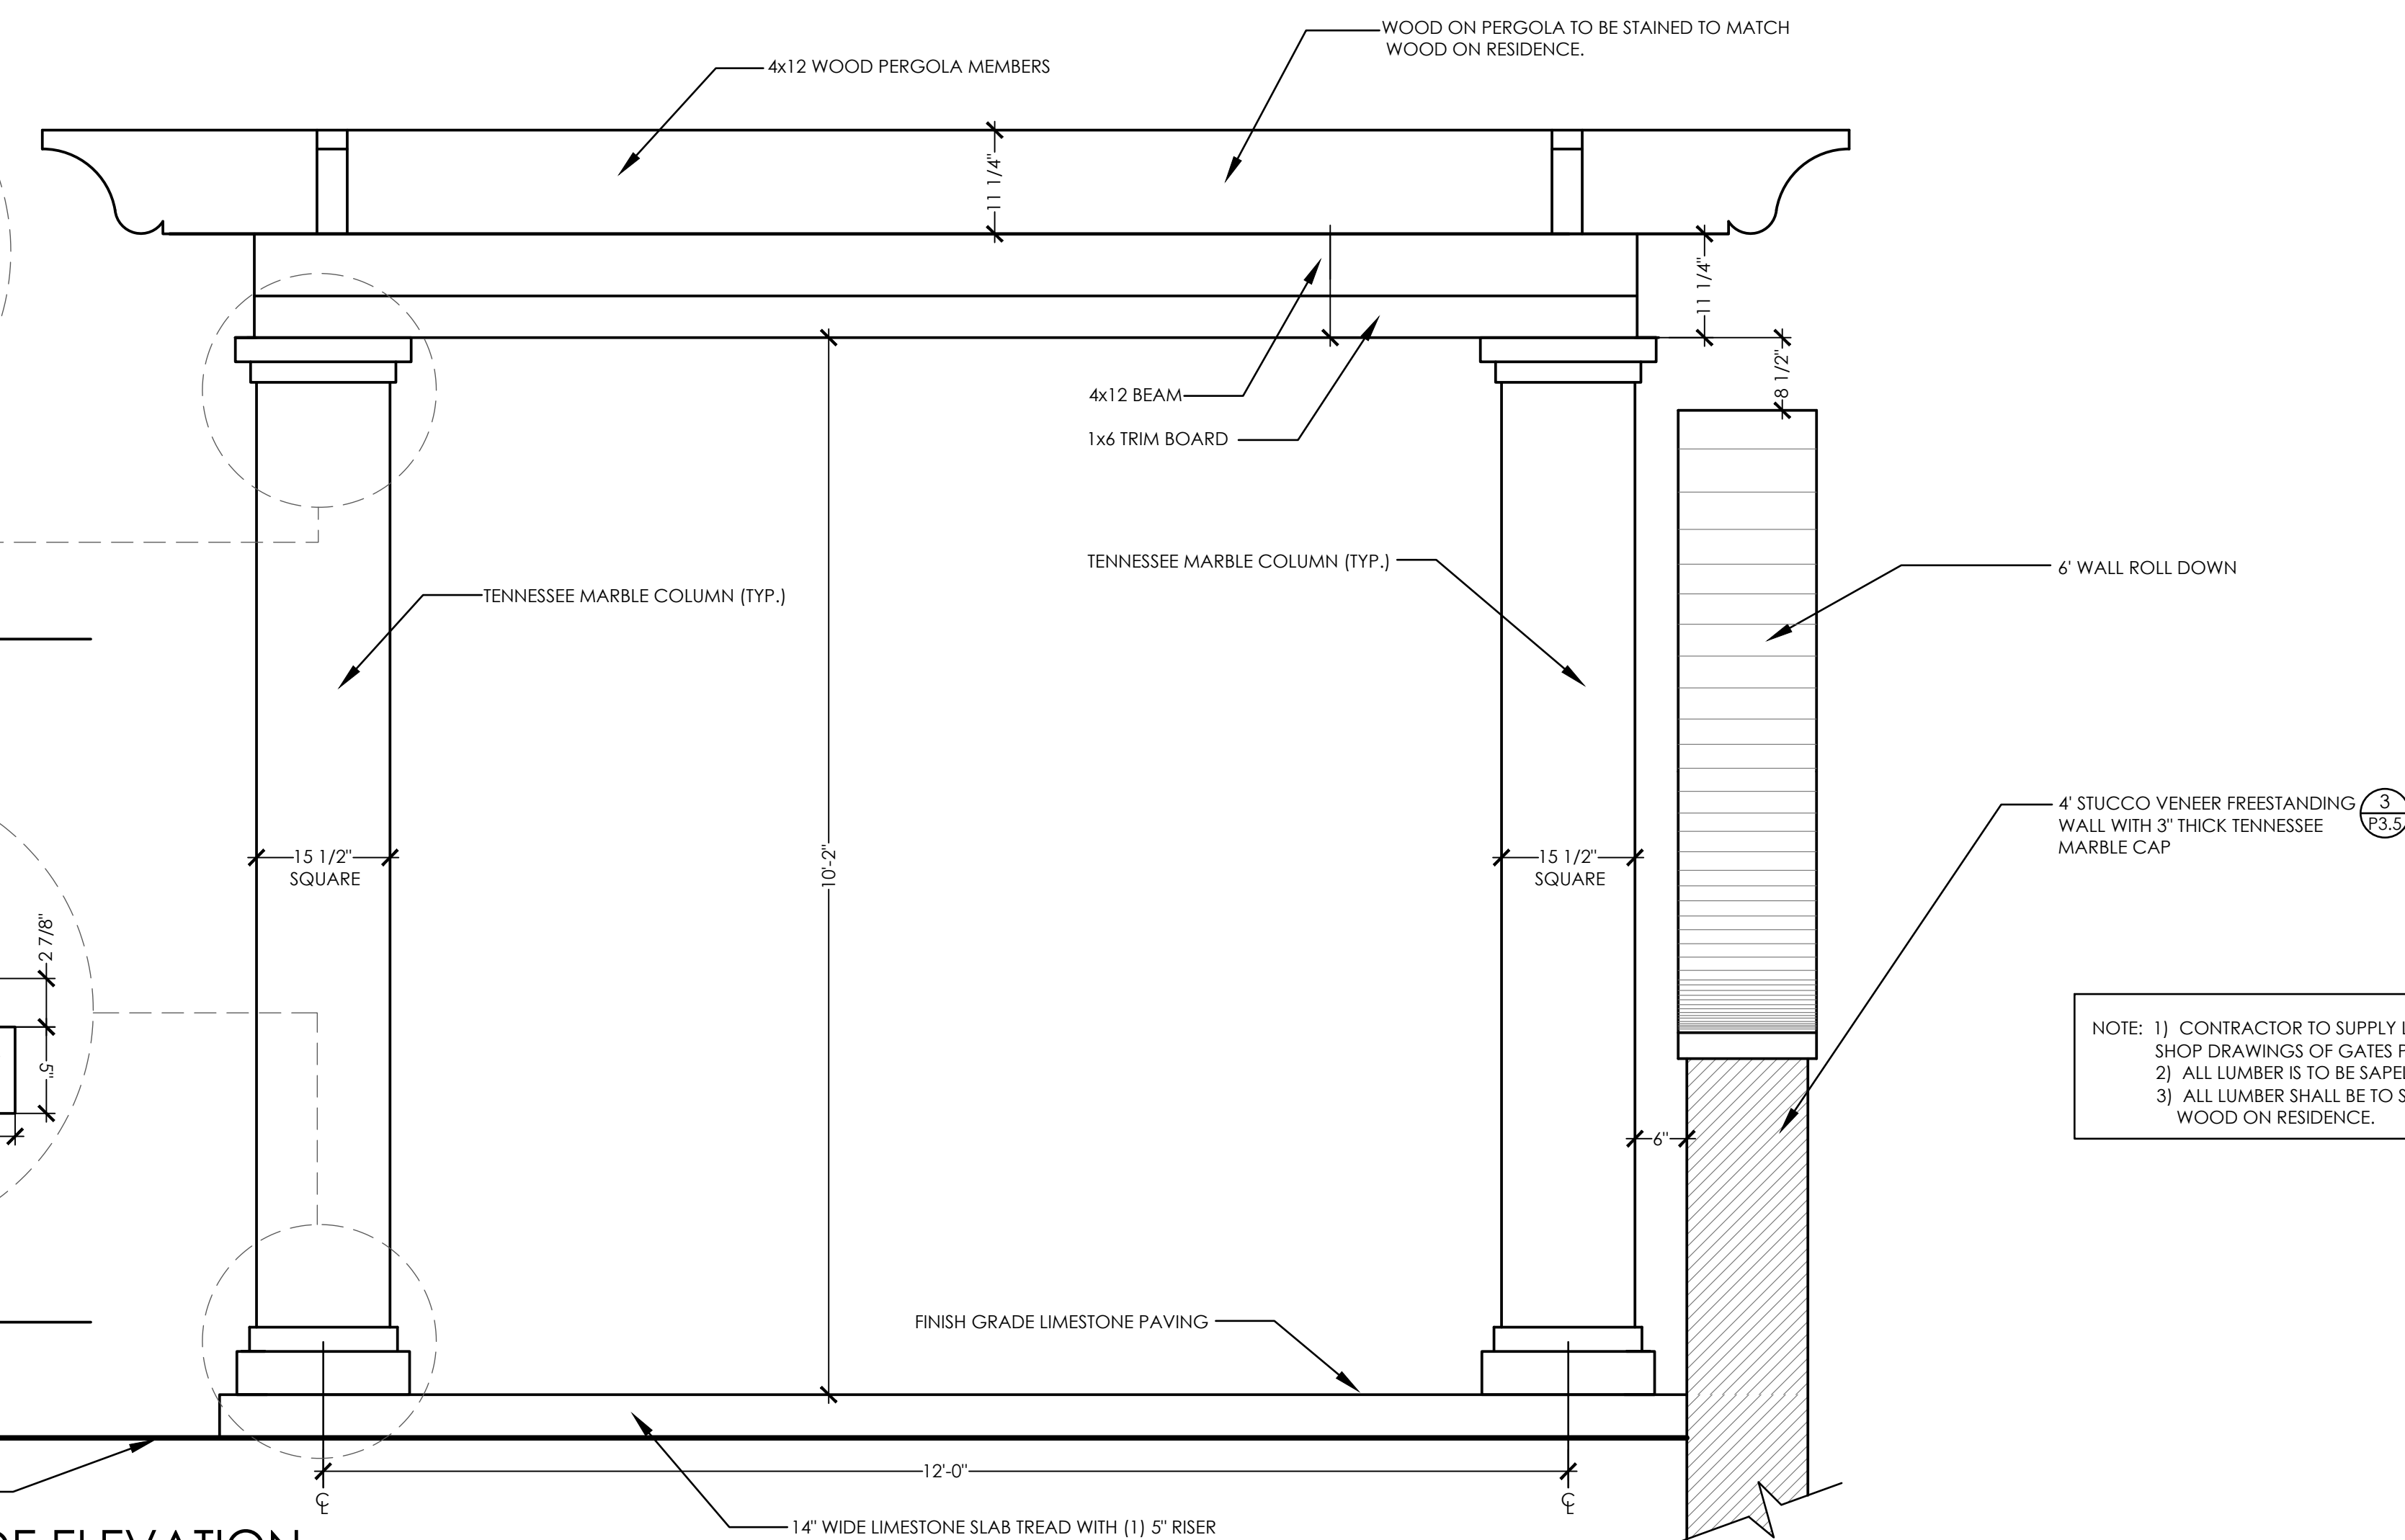 WOOD ON PERGOLA TO BE STAINED TO MATCH
WOOD ON RESIDENCE.
4x12 WOOD PERGOLA MEMBERS
11 1/4"
11 1/4"
8 1/2"
4x12 BEAM
1x6 TRIM BOARD
TENNESSEE MARBLE COLUMN (TYP.)
6' WALL ROLL DOWN
TENNESSEE MARBLE COLUMN (TYP.)
4' STUCCO VENEER FREESTANDING
WALL WITH 3" THICK TENNESSEE
MARBLE CAP
3
P3.5
15 1/2"
SQUARE
10'-2"
15 1/2"
SQUARE
2 7/8"
5"
NOTE: 1) CONTRACTOR TO SUPPLY
SHOP DRAWINGS OF GATES
2) ALL LUMBER IS TO BE
3) ALL LUMBER SHALL BE TO
WOOD ON RESIDENCE.
6"
FINISH GRADE LIMESTONE PAVING
12'-0"
℄
℄
14" WIDE LIMESTONE SLAB TREAD WITH (1) 5" RISER
ELEVATION